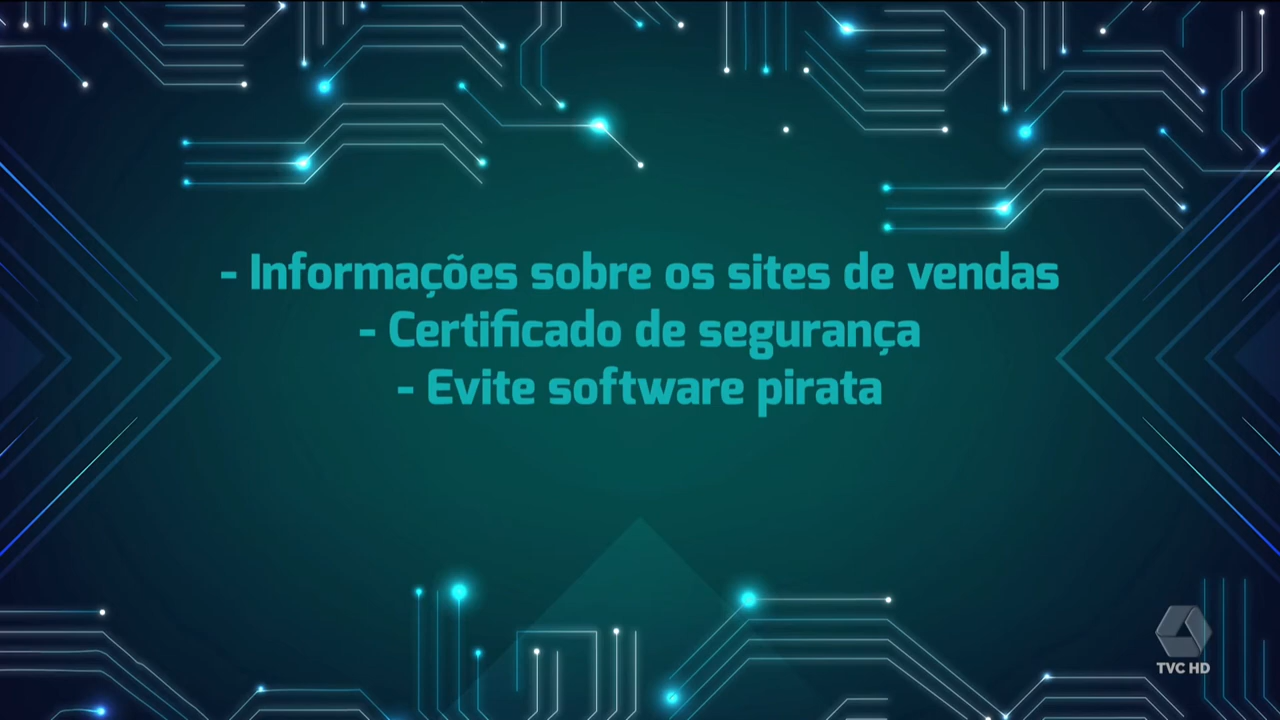 - Informações sobre os sites de vendas
- Certificado de segurança
- Evite software pirata
TVC HD